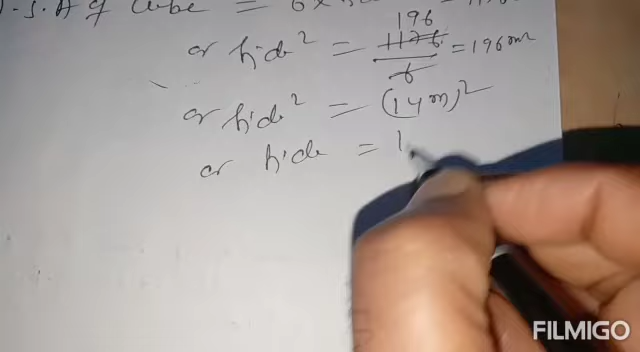 T.S.A of Cube = 6 ×
or side² = 1176/6 = 196m²
196
or side² = (14m)²
or side = 1
FILMIGO